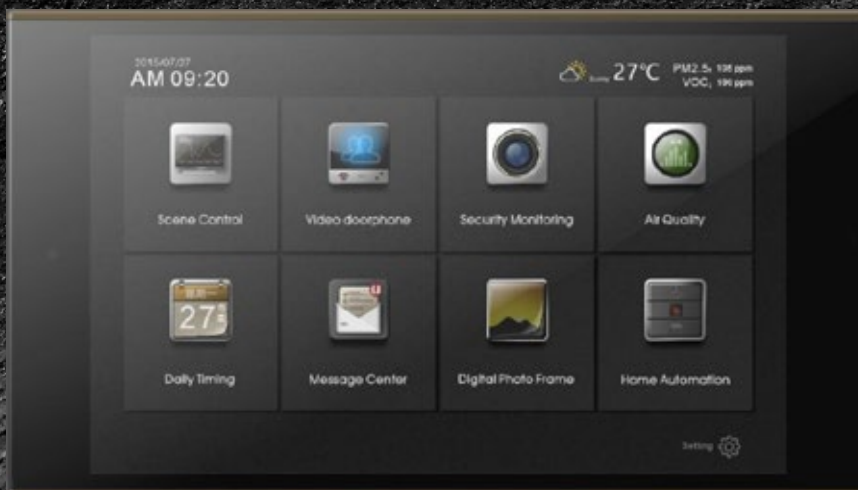 2015/07/27
AM 09:20
27°C
PM2.5:
VOC:
Scene Control
Video doorphone
Security Monitoring
Air Quality
27
Daily Timing
Message Center
Digital Photo Frame
Home Automation
Setting